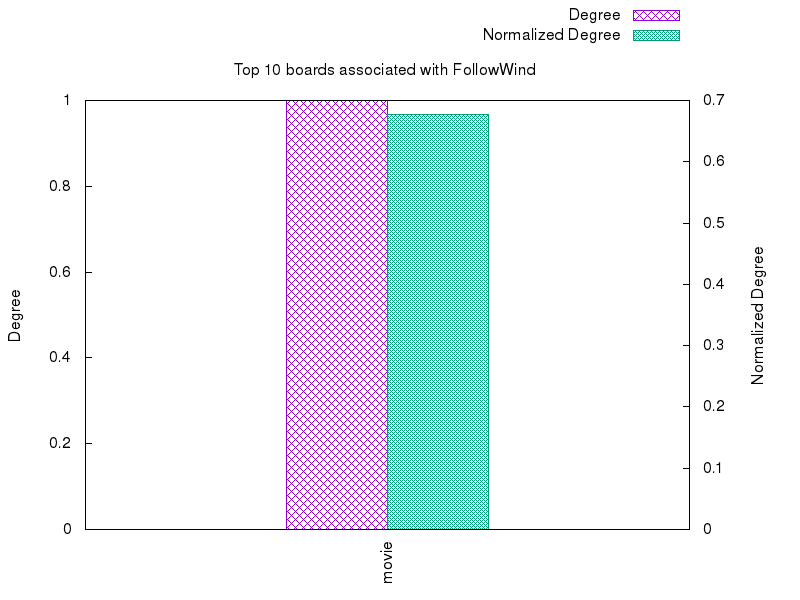 Degree
Normalized Degree
Top 10 boards associated with FollowWind
1
0.8
0.6
0.4
0.2
0
Degree
0.7
0.6
0.5
0.4
0.3
0.2
0.1
0
Normalized Degree
movie